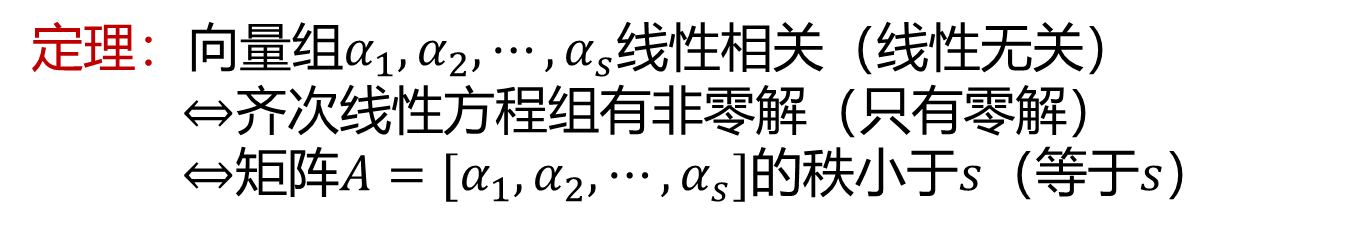 定理：向量组α₁, α₂, ⋯, αₛ线性相关（线性无关）
⇔齐次线性方程组有非零解（只有零解）
⇔矩阵A = [α₁, α₂, ⋯, αₛ]的秩小于s（等于s）